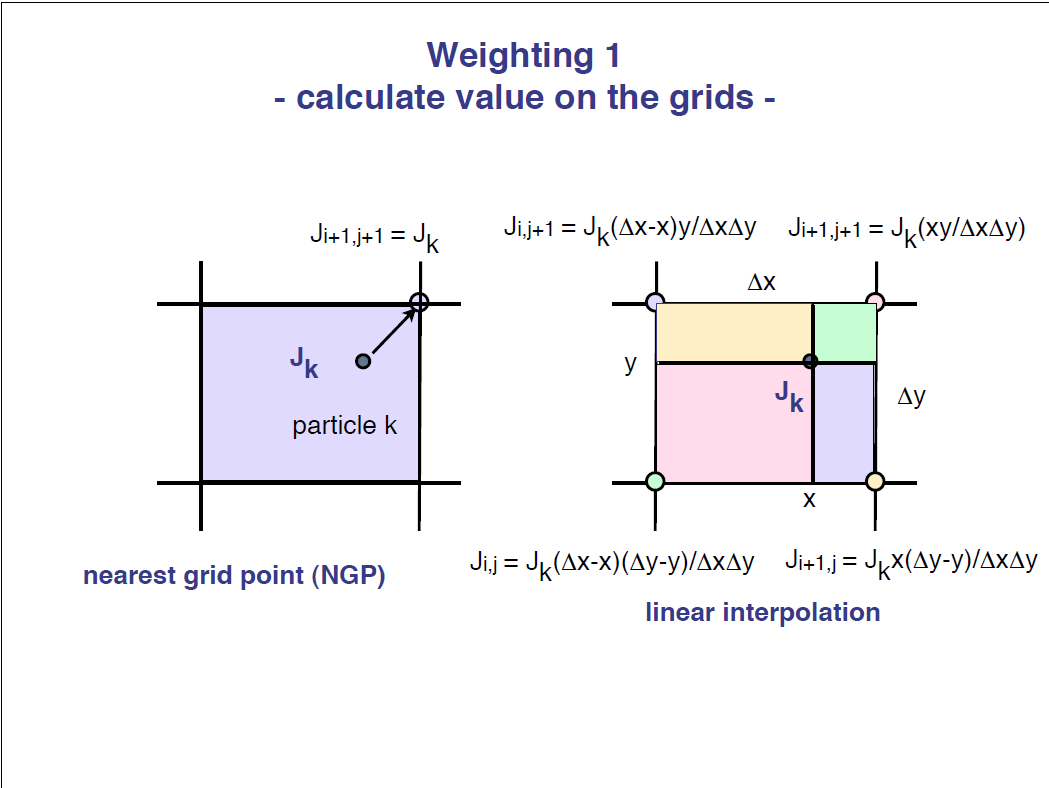 Weighting 1
- calculate value on the grids -
Ji+1,j+1 = Jk
Jk
particle k
nearest grid point (NGP)
Ji,j+1 = Jk(Δx-x)y/ΔxΔy
Ji+1,j+1 = Jk(xy/ΔxΔy)
Δx
y
Jk
Δy
x
Ji,j = Jk(Δx-x)(Δy-y)/ΔxΔy
Ji+1,j = Jkx(Δy-y)/ΔxΔy
linear interpolation